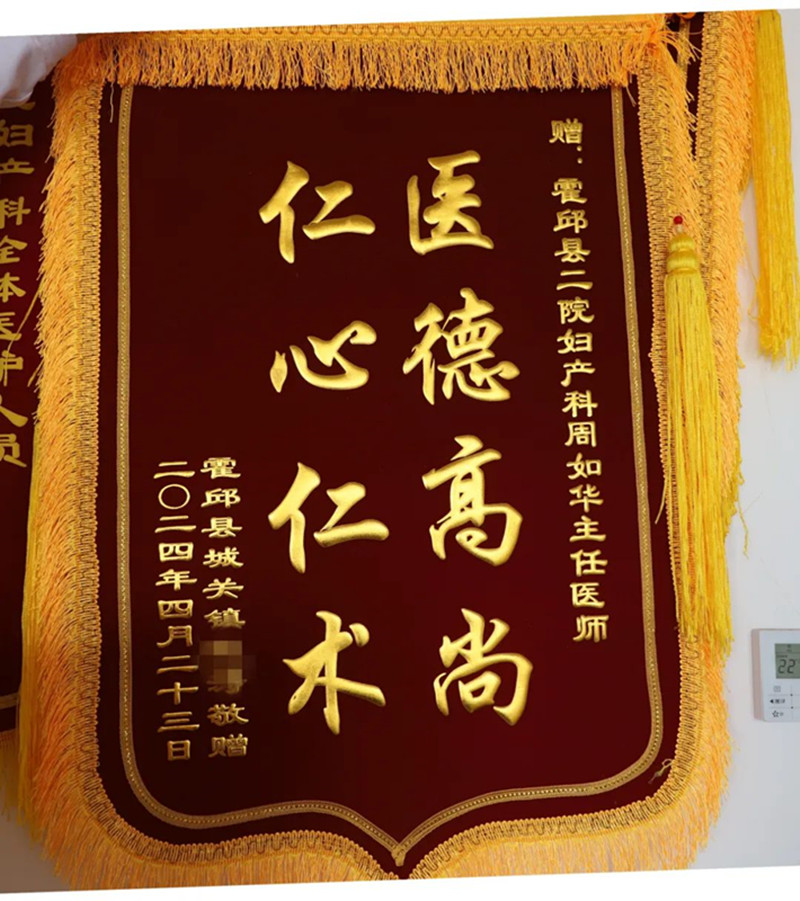 赠：霍邱县二院妇产科周如华主任医师
医德高尚
仁心仁术
霍邱县城关镇
敬赠
二〇二四年四月二十三日
妇产科全体医护人员
22